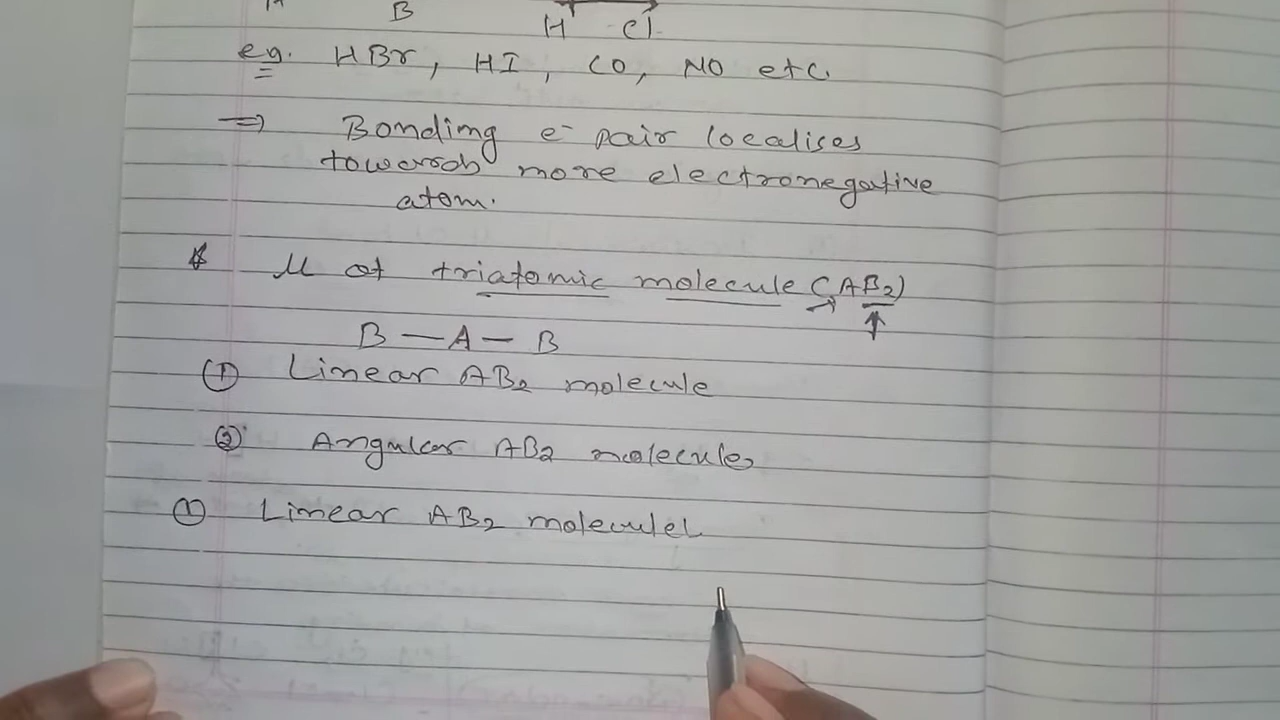 B
H Cl
eg. HBr, HI, CO, NO etc.
⇒ Bonding e⁻ pair localises
towards more electronegative
atom.
* μ of triatomic molecule (AB₂)
B — A — B
① Linear AB₂ molecule
② Angular AB₂ molecule
① Linear AB₂ molecule